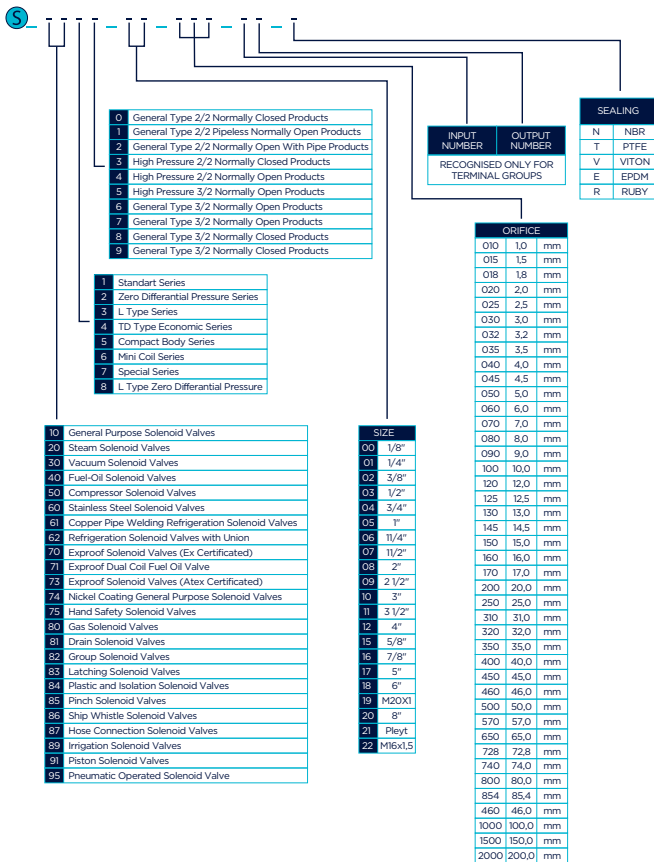 S
0 General Type 2/2 Normally Closed Products
1 General Type 2/2 Pipeless Normally Open Products
2 General Type 2/2 Normally Open With Pipe Products
3 High Pressure 2/2 Normally Closed Products
4 High Pressure 2/2 Normally Open Products
5 High Pressure 3/2 Normally Open Products
6 General Type 3/2 Normally Open Products
7 General Type 3/2 Normally Open Products
8 General Type 3/2 Normally Closed Products
9 General Type 3/2 Normally Closed Products
INPUT NUMBER OUTPUT NUMBER
RECOGNISED ONLY FOR
TERMINAL GROUPS
SEALING
N NBR
T PTFE
V VITON
E EPDM
R RUBY
1 Standart Series
2 Zero Differantial Pressure Series
3 L Type Series
4 TD Type Economic Series
5 Compact Body Series
6 Mini Coil Series
7 Special Series
8 L Type Zero Differantial Pressure
10 General Purpose Solenoid Valves
20 Steam Solenoid Valves
30 Vacuum Solenoid Valves
40 Fuel-Oil Solenoid Valves
50 Compressor Solenoid Valves
60 Stainless Steel Solenoid Valves
61 Copper Pipe Welding Refrigeration Solenoid Valves
62 Refrigeration Solenoid Valves with Union
70 Exproof Solenoid Valves (Ex Certificated)
71 Exproof Dual Coil Fuel Oil Valve
73 Exproof Solenoid Valves (Atex Certificated)
74 Nickel Coating General Purpose Solenoid Valves
75 Hand Safety Solenoid Valves
80 Gas Solenoid Valves
81 Drain Solenoid Valves
82 Group Solenoid Valves
83 Latching Solenoid Valves
84 Plastic and Isolation Solenoid Valves
85 Pinch Solenoid Valves
86 Ship Whistle Solenoid Valves
87 Hose Connection Solenoid Valves
89 Irrigation Solenoid Valves
91 Piston Solenoid Valves
95 Pneumatic Operated Solenoid Valve
SIZE
00 1/8"
01 1/4"
02 3/8"
03 1/2"
04 3/4"
05 1"
06 11/4"
07 11/2"
08 2"
09 2 1/2"
10 3"
11 3 1/2"
12 4"
15 5/8"
16 7/8"
17 5"
18 6"
19 M20X1
20 8"
21 Pleyt
22 M16x1,5
ORIFICE
010 1,0 mm
015 1,5 mm
018 1,8 mm
020 2,0 mm
025 2,5 mm
030 3,0 mm
032 3,2 mm
035 3,5 mm
040 4,0 mm
045 4,5 mm
050 5,0 mm
060 6,0 mm
070 7,0 mm
080 8,0 mm
090 9,0 mm
100 10,0 mm
120 12,0 mm
125 12,5 mm
130 13,0 mm
145 14,5 mm
150 15,0 mm
160 16,0 mm
170 17,0 mm
200 20,0 mm
250 25,0 mm
310 31,0 mm
320 32,0 mm
350 35,0 mm
400 40,0 mm
450 45,0 mm
460 46,0 mm
500 50,0 mm
570 57,0 mm
650 65,0 mm
728 72,8 mm
740 74,0 mm
800 80,0 mm
854 85,4 mm
460 46,0 mm
1000 100,0 mm
1500 150,0 mm
2000 200,0 mm